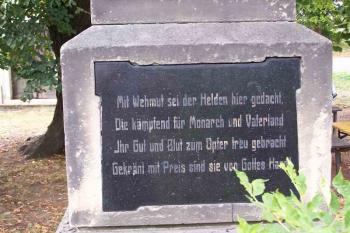 Mit Wehmut sei der Helden hier gedacht,
Die kämpfend für Monarch und Vaterland
Ihr Gut und Blut zum Opfer treu gebracht
Gekrönt mit Preis sind sie von Gottes